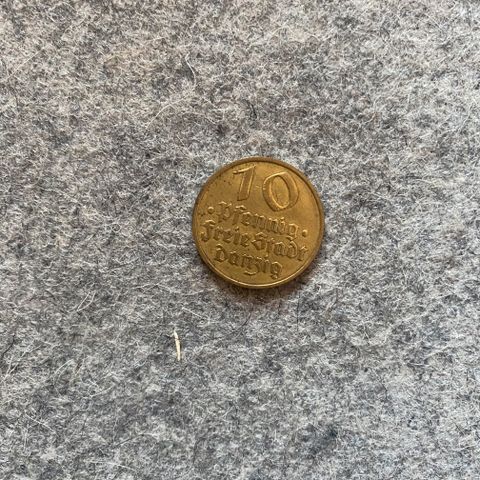 10
· Pfennig ·
Freie Stadt
Danzig